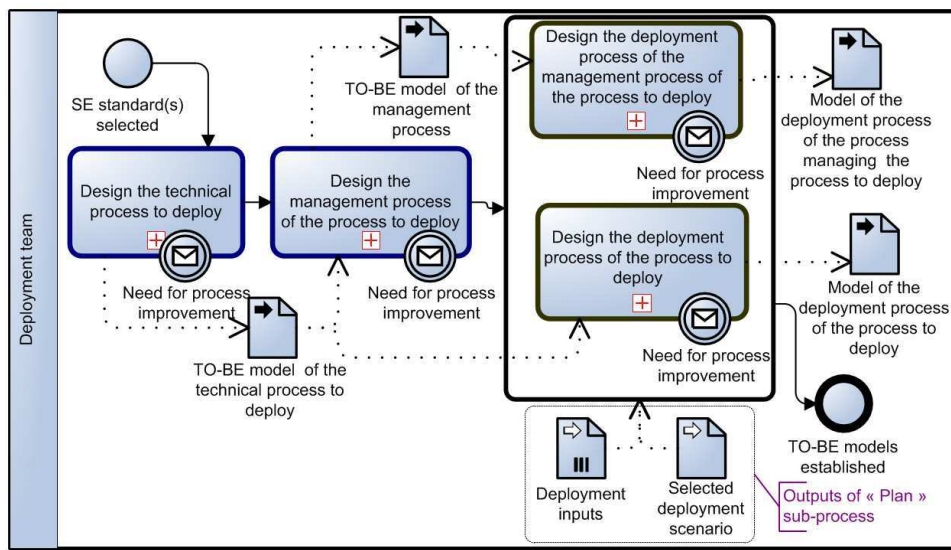 Deployment team
SE standard(s)
selected
Design the technical
process to deploy
Need for process
improvement
TO-BE model of the
technical process to
deploy
Design the
management process
of the process to deploy
Need for process
improvement
TO-BE model of the
management
process
Design the deployment
process of the
management process of
the process to deploy
Need for process
improvement
Model of the
deployment process
of the process
managing the
process to deploy
Design the deployment
process of the process to
deploy
Need for process
improvement
Model of the
deployment process
of the process to
deploy
TO-BE models
established
Deployment
inputs
Selected
deployment
scenario
Outputs of « Plan »
sub-process